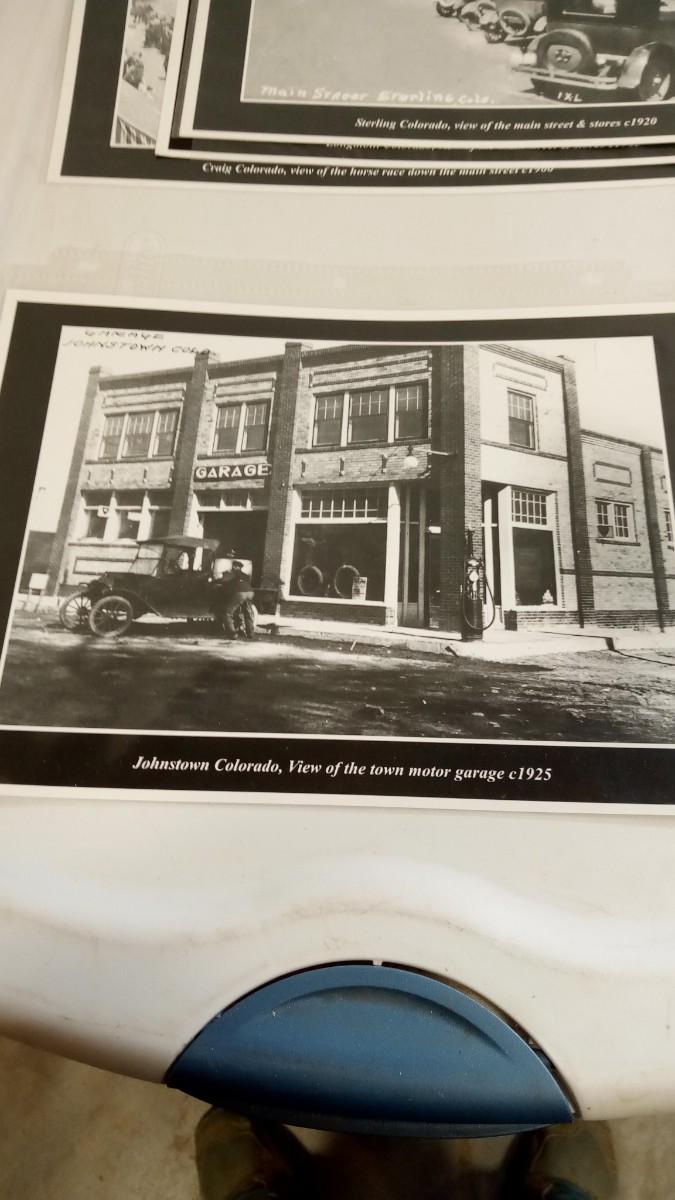 Main Street Sterling Colo.
IXL
Sterling Colorado, view of the main street & stores c1920
Craig Colorado, view of the horse race down the main street c1900
GARAGE
JOHNSTOWN COLO
GARAGE
Johnstown Colorado, View of the town motor garage c1925